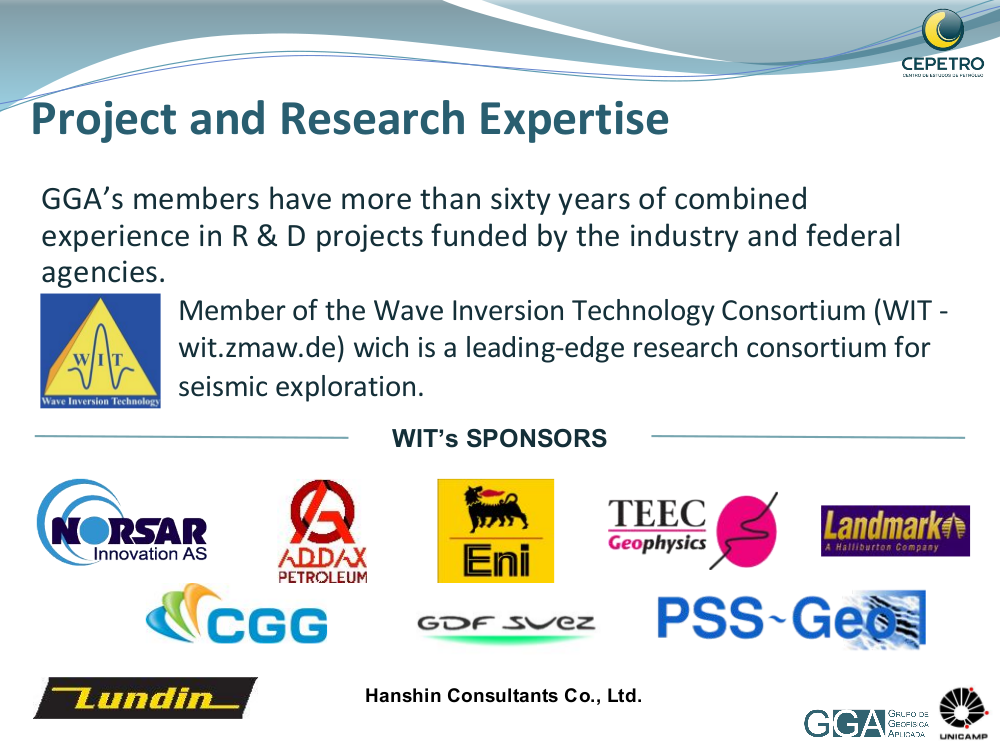 CEPETRO
CENTRO DE ESTUDOS DE PETRÓLEO
Project and Research Expertise
GGA’s members have more than sixty years of combined
experience in R & D projects funded by the industry and federal
agencies.
W I T
Wave Inversion Technology
Member of the Wave Inversion Technology Consortium (WIT -
wit.zmaw.de) wich is a leading-edge research consortium for
seismic exploration.
WIT’s SPONSORS
NORSAR
Innovation AS
ADDAX
PETROLEUM
Eni
TEEC
Geophysics
Landmark
A Halliburton Company
CGG
GDF SUEZ
PSS~Geo
Lundin
Hanshin Consultants Co., Ltd.
GGA
GRUPO DE
GEOFÍSICA
APLICADA
UNICAMP